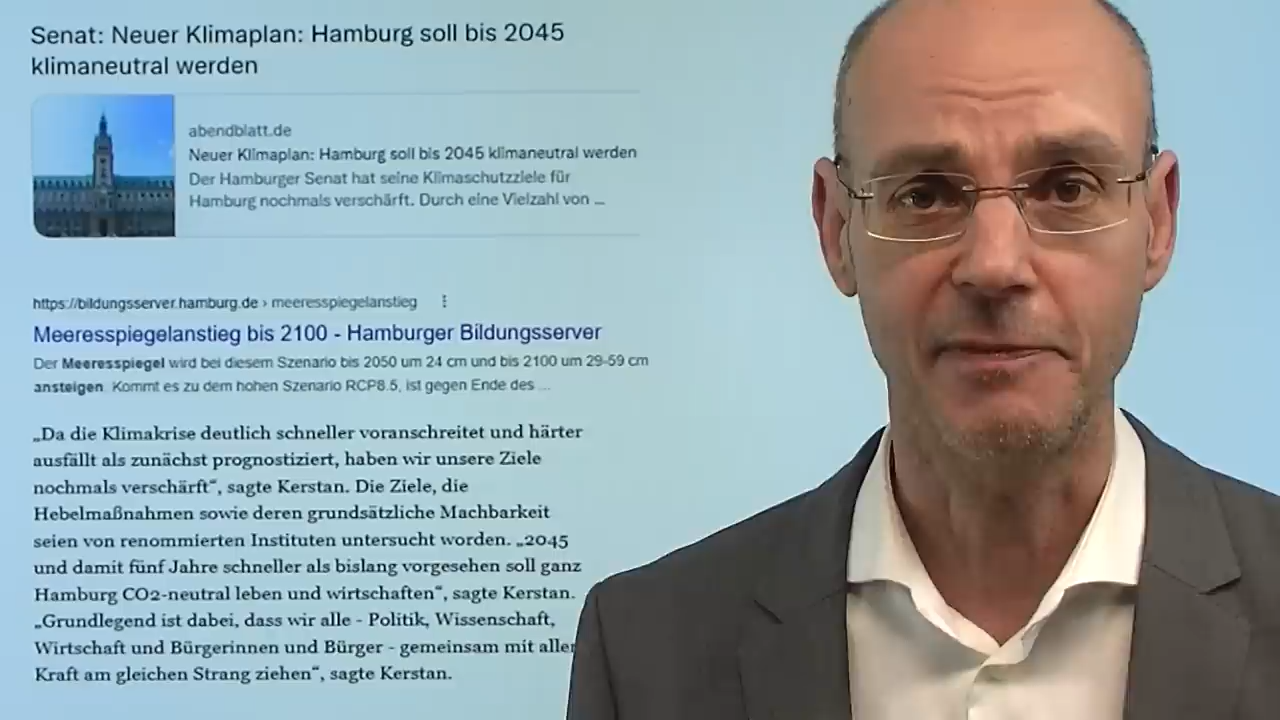 Senat: Neuer Klimaplan: Hamburg soll bis 2045
klimaneutral werden
abendblatt.de
Neuer Klimaplan: Hamburg soll bis 2045 klimaneutral werden
Der Hamburger Senat hat seine Klimaschutzziele für
Hamburg nochmals verschärft. Durch eine Vielzahl von ...
https://bildungsserver.hamburg.de › meeresspiegelanstieg
Meeresspiegelanstieg bis 2100 - Hamburger Bildungsserver
Der Meeresspiegel wird bei diesem Szenario bis 2050 um 24 cm und bis 2100 um 29-59 cm
ansteigen. Kommt es zu dem hohen Szenario RCP8.5, ist gegen Ende des ...
„Da die Klimakrise deutlich schneller voranschreitet und härter
ausfällt als zunächst prognostiziert, haben wir unsere Ziele
nochmals verschärft“, sagte Kerstan. Die Ziele, die
Hebelmaßnahmen sowie deren grundsätzliche Machbarkeit
seien von renommierten Instituten untersucht worden. „2045
und damit fünf Jahre schneller als bislang vorgesehen soll ganz
Hamburg CO2-neutral leben und wirtschaften“, sagte Kerstan.
„Grundlegend ist dabei, dass wir alle - Politik, Wissenschaft,
Wirtschaft und Bürgerinnen und Bürger - gemeinsam mit aller
Kraft am gleichen Strang ziehen“, sagte Kerstan.